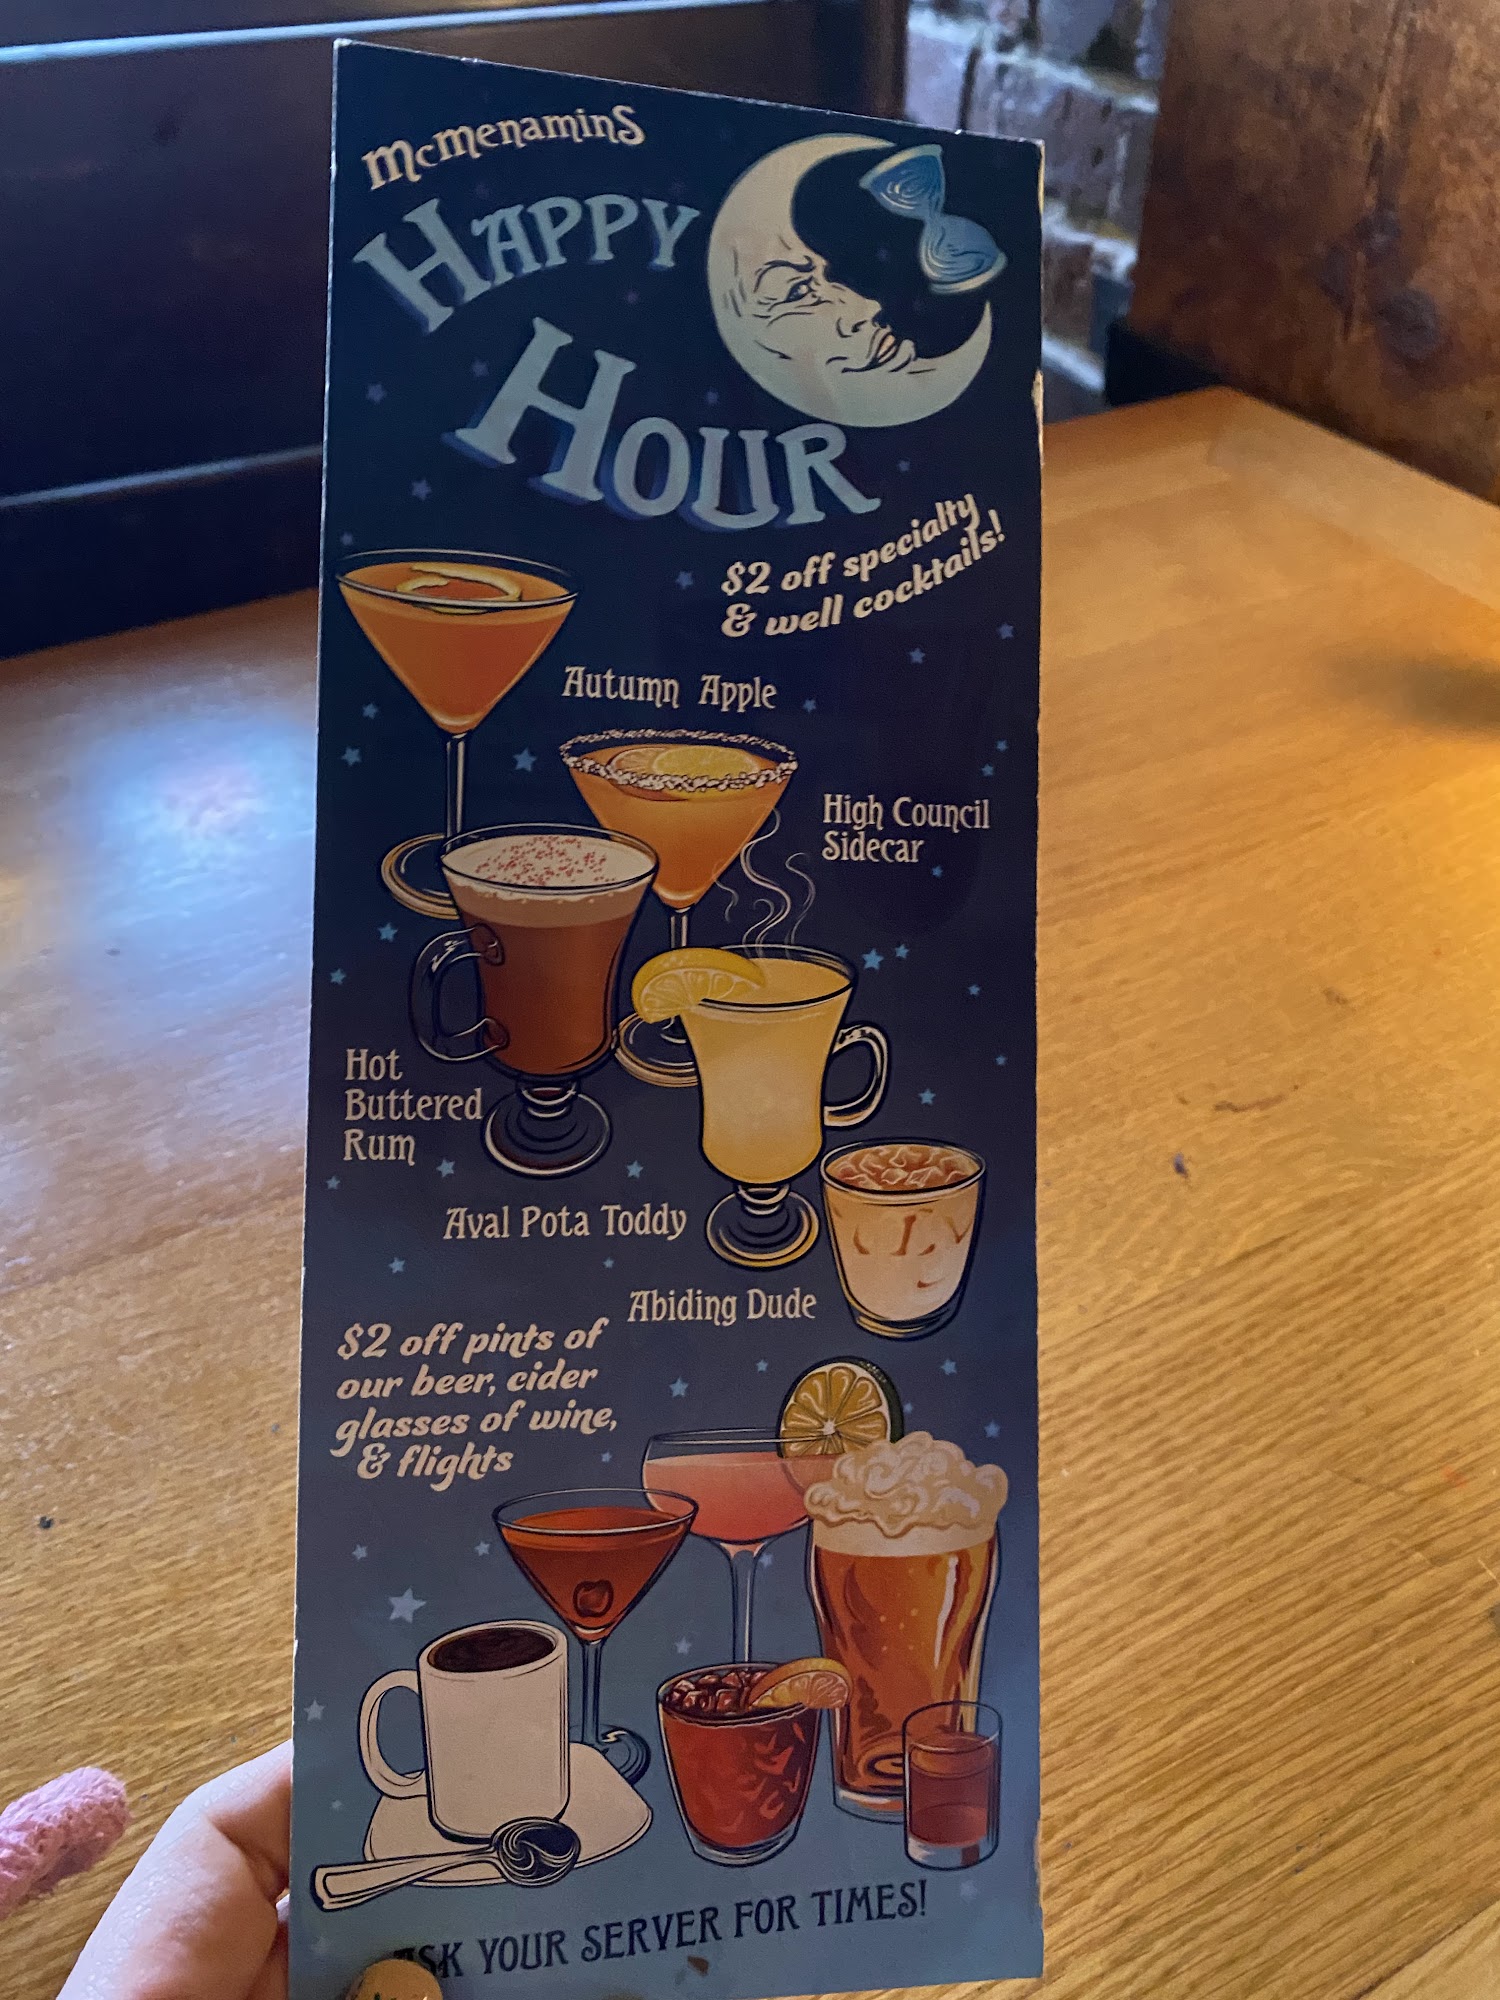 McMenamins
Happy
Hour
$2 off specialty
& well cocktails!
Autumn Apple
High Council
Sidecar
Hot
Buttered
Rum
Aval Pota Toddy
Abiding Dude
$2 off pints of
our beer, cider
glasses of wine,
& flights
ASK YOUR SERVER FOR TIMES!